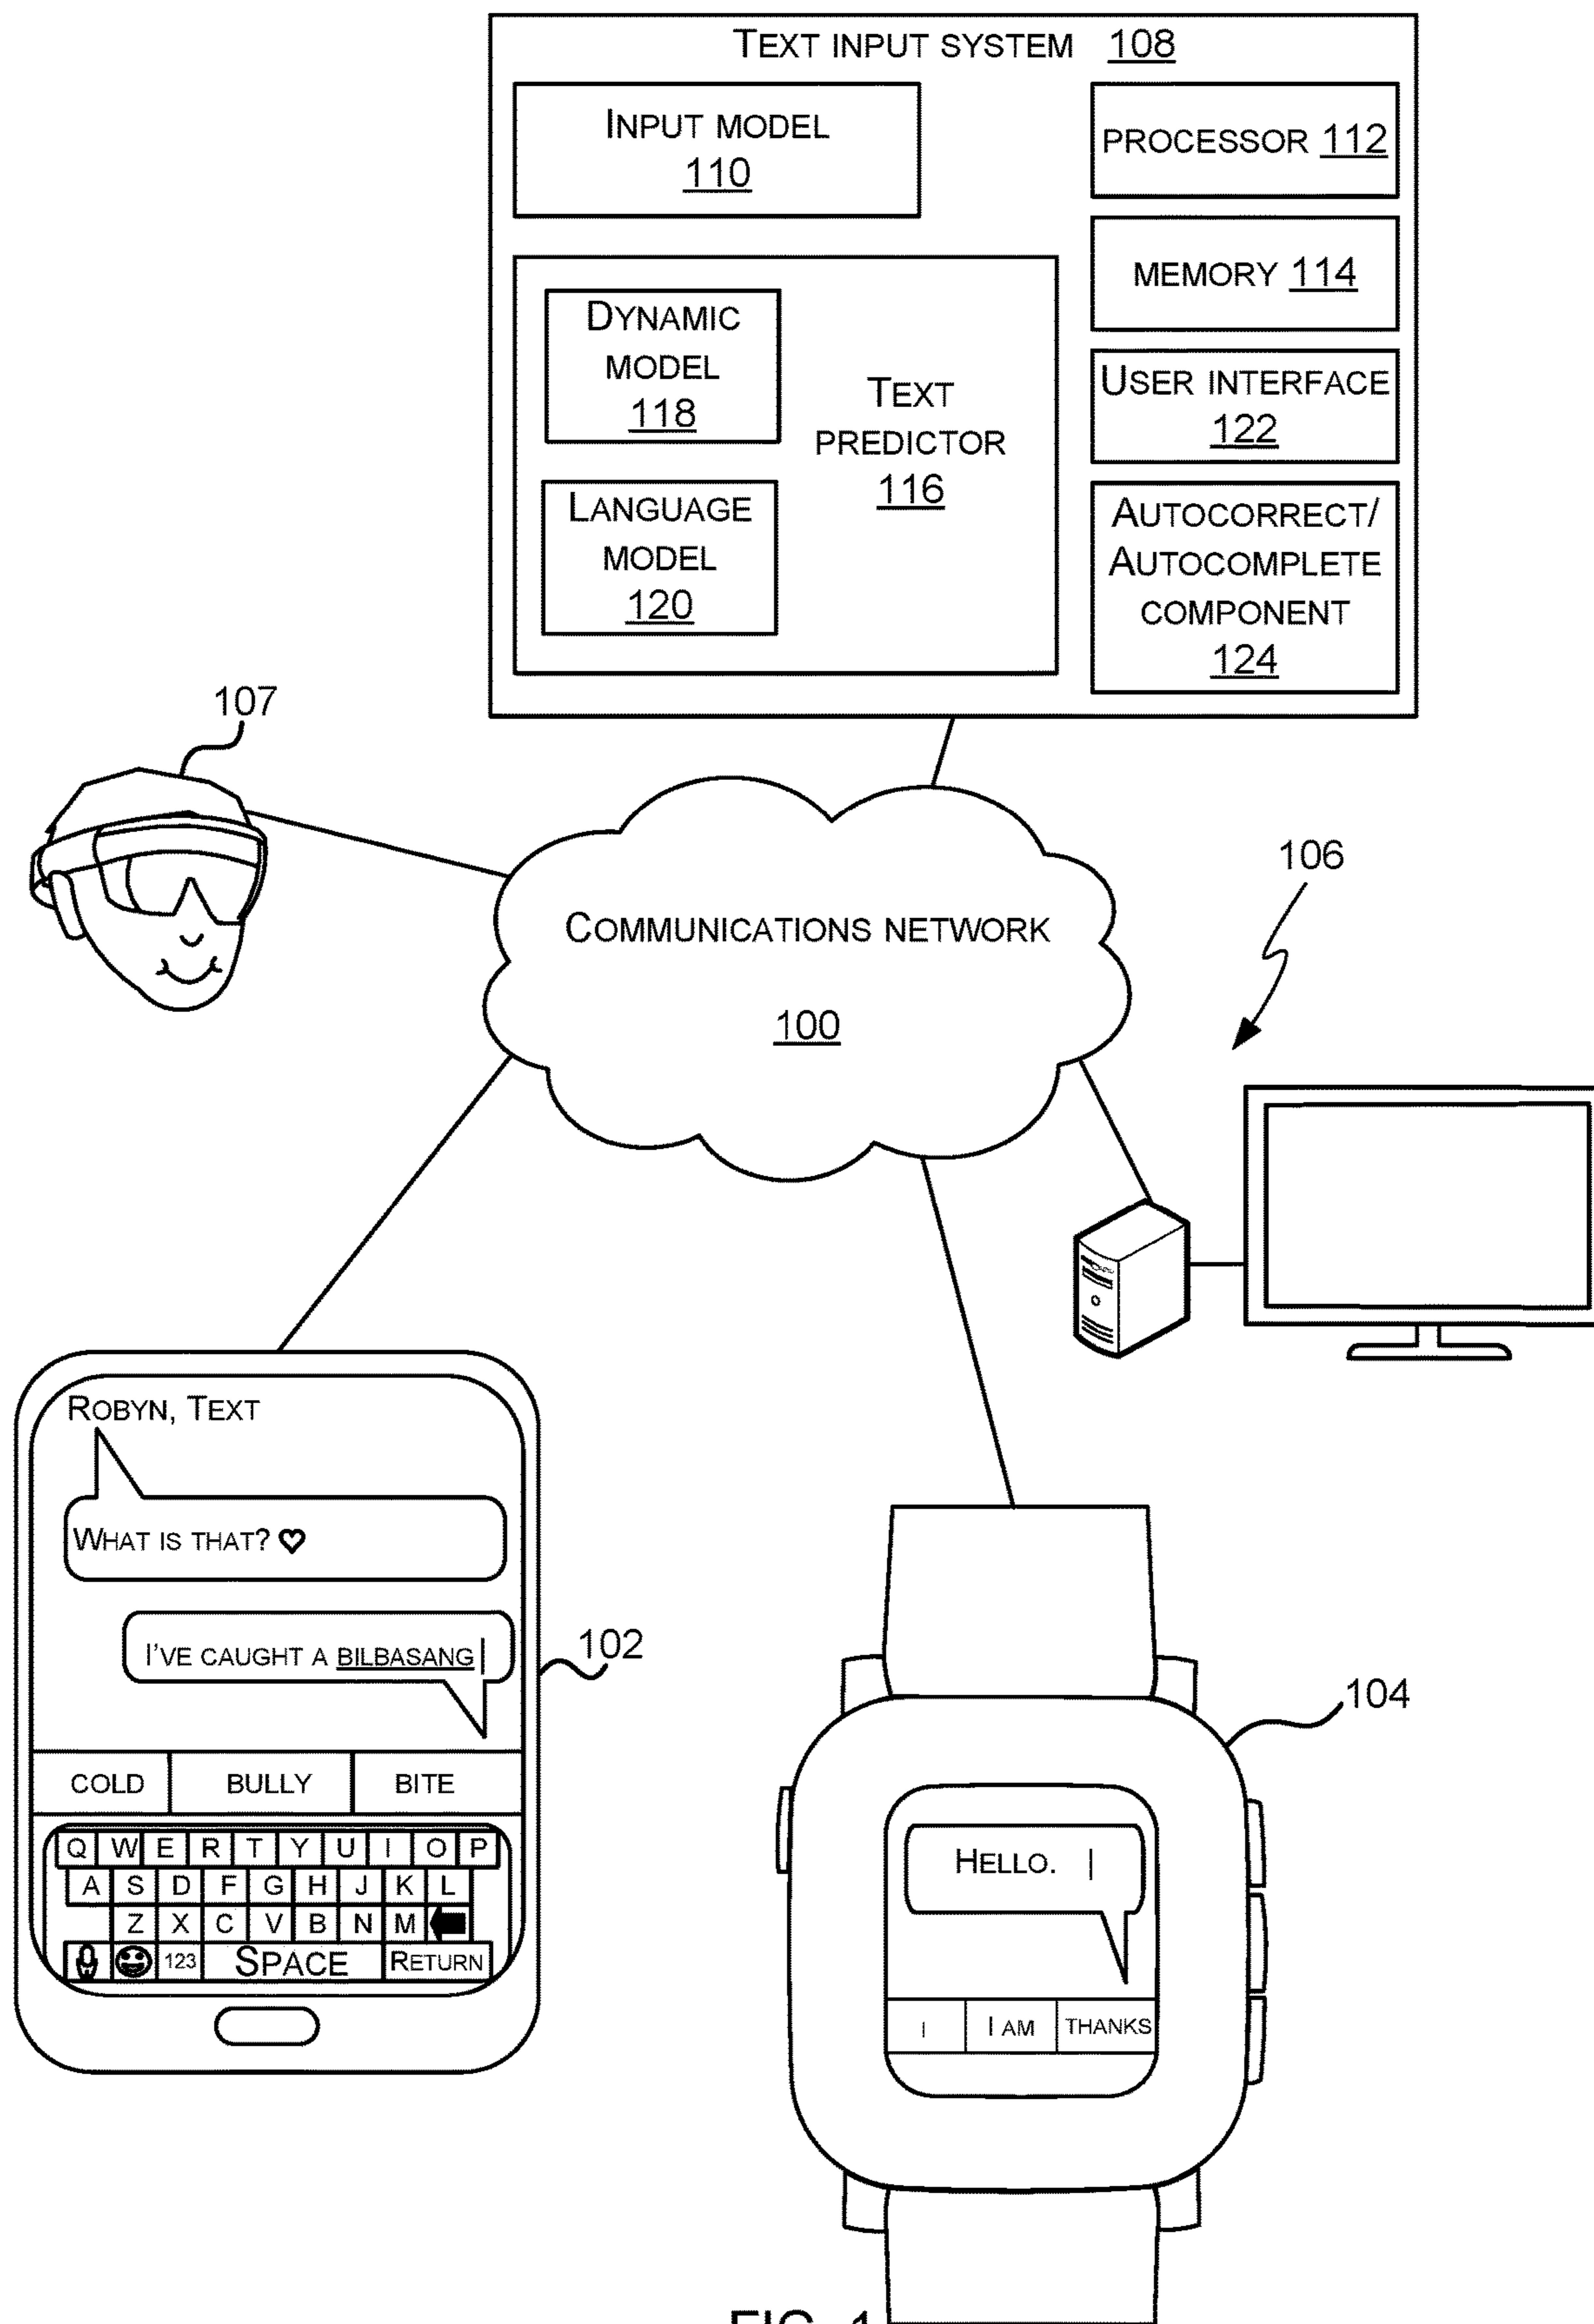 TEXT INPUT SYSTEM 108
INPUT MODEL
110
PROCESSOR 112
MEMORY 114
DYNAMIC
MODEL
118
TEXT
PREDICTOR
116
LANGUAGE
MODEL
120
USER INTERFACE
122
AUTOCORRECT/
AUTOCOMPLETE
COMPONENT
124
107
COMMUNICATIONS NETWORK
100
106
ROBYN, TEXT
WHAT IS THAT? ♡
I'VE CAUGHT A BILBASANG|
102
COLD BULLY BITE
Q W E R T Y U I O P
A S D F G H J K L
Z X C V B N M
123 SPACE RETURN
104
HELLO. |
I I AM THANKS
FIG. 1